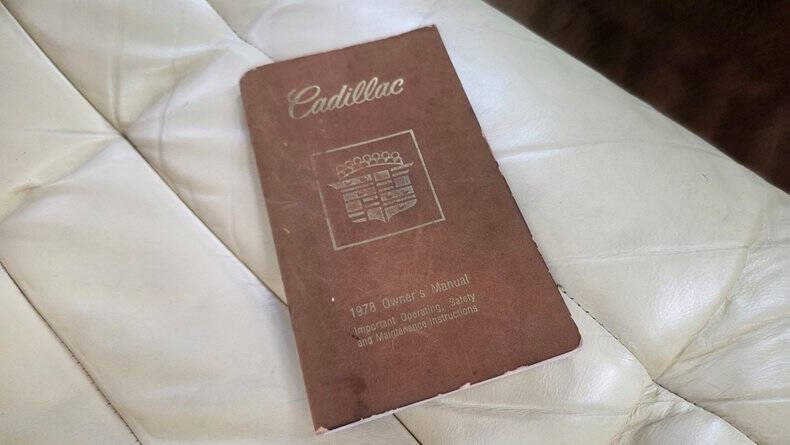 Cadillac
1978 Owner's Manual
Important Operating, Safety
and Maintenance Instructions